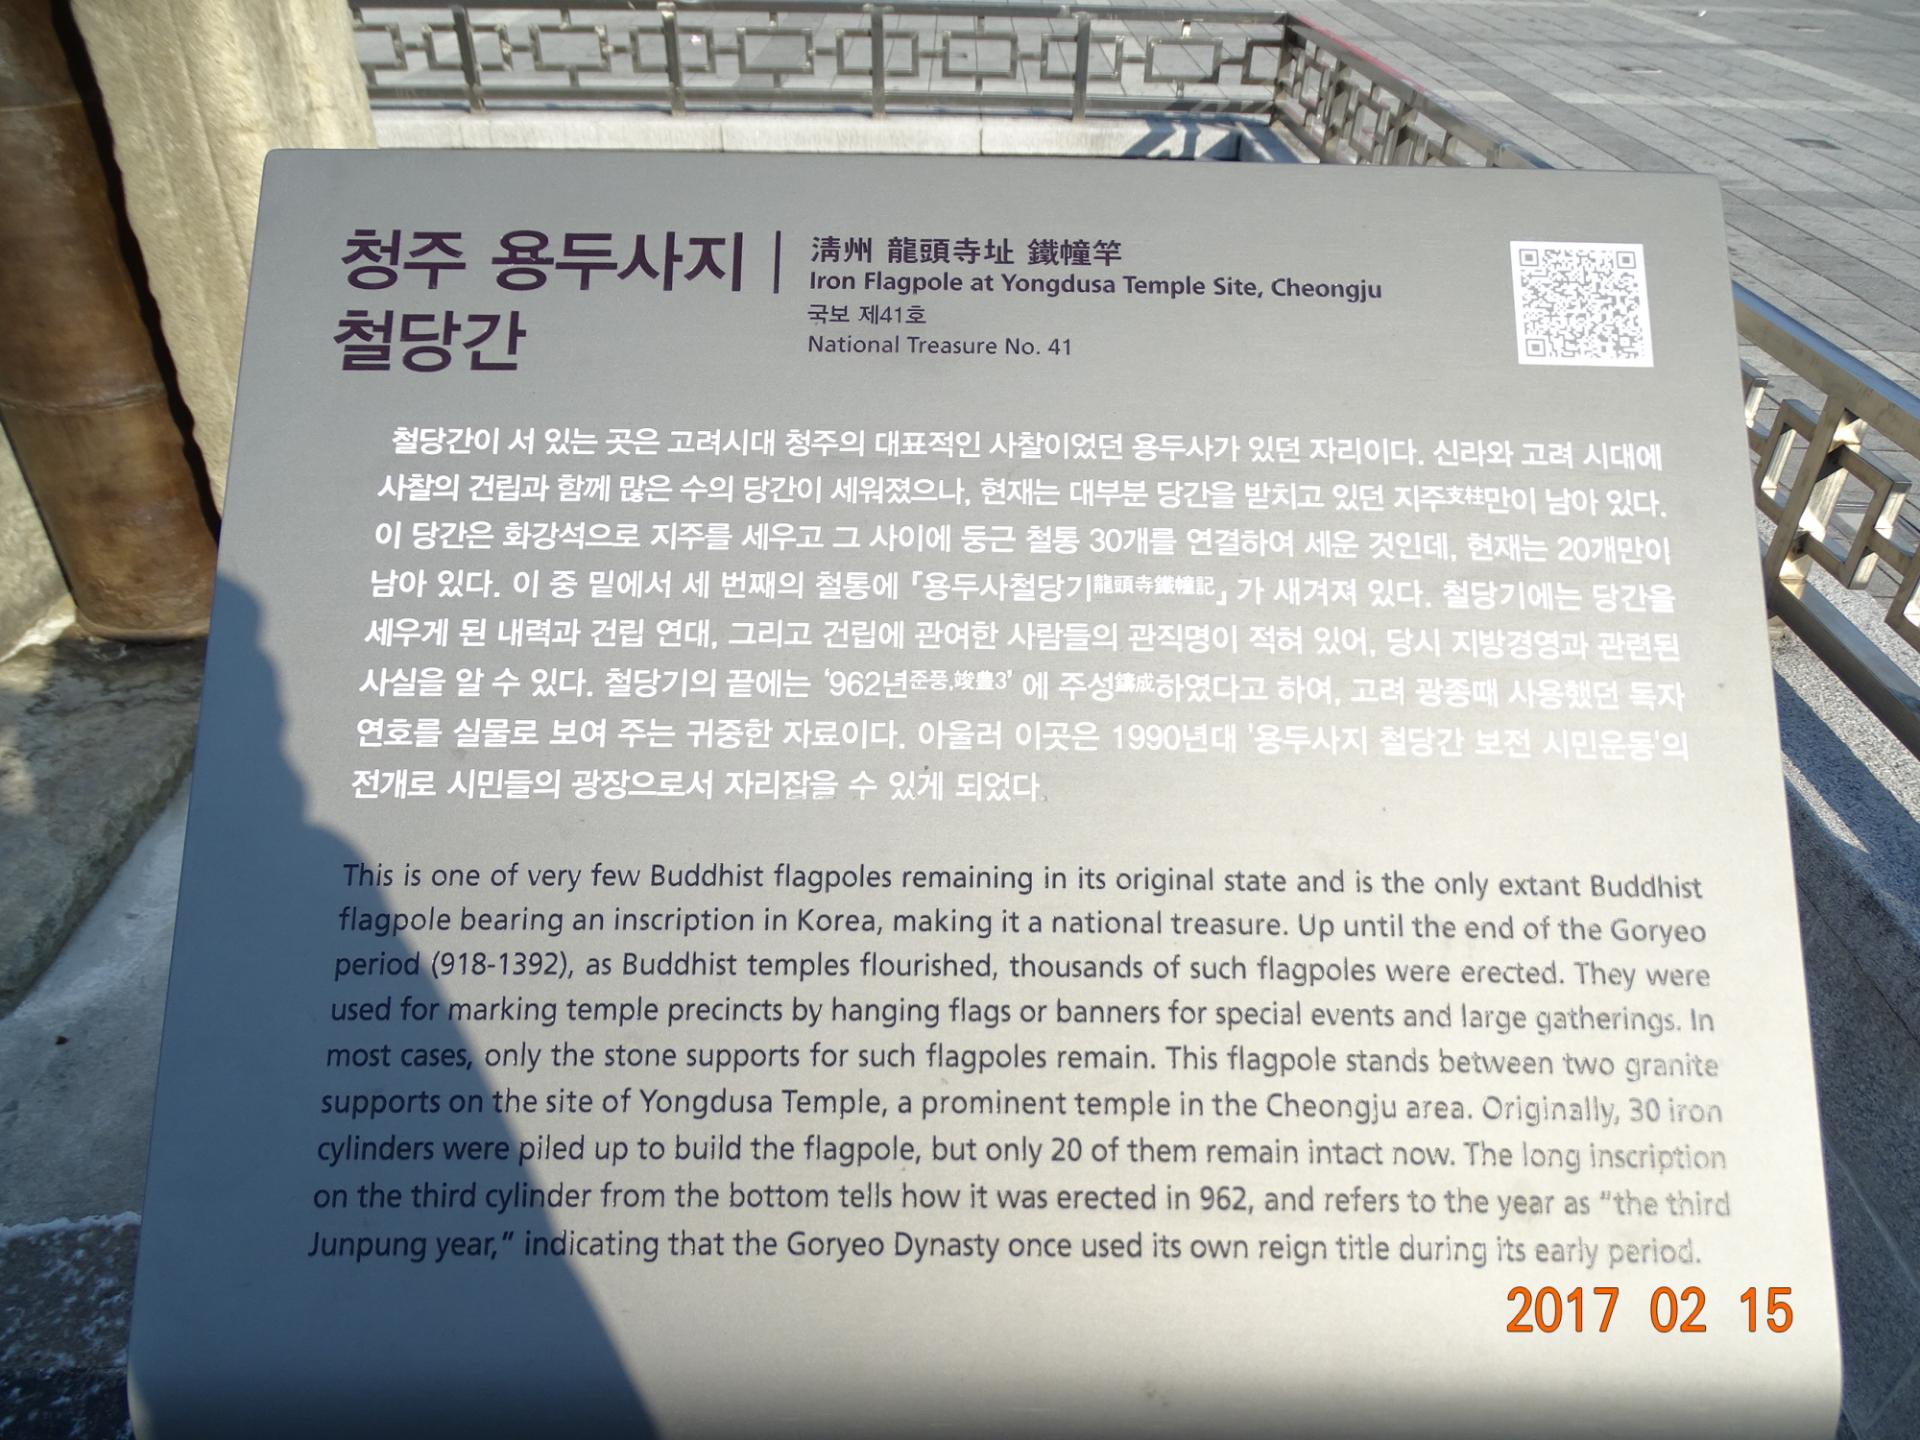 청주 용두사지
철당간
淸州 龍頭寺址 鐵幢竿
Iron Flagpole at Yongdusa Temple Site, Cheongju
국보 제41호
National Treasure No. 41
철당간이 서 있는 곳은 고려시대 청주의 대표적인 사찰이었던 용두사가 있던 자리이다. 신라와 고려 시대에
사찰의 건립과 함께 많은 수의 당간이 세워졌으나, 현재는 대부분 당간을 받치고 있던 지주支柱만이 남아 있다.
이 당간은 화강석으로 지주를 세우고 그 사이에 둥근 철통 30개를 연결하여 세운 것인데, 현재는 20개만이
남아 있다. 이 중 밑에서 세 번째의 철통에 『용두사철당기龍頭寺鐵幢記』가 새겨져 있다. 철당기에는 당간을
세우게 된 내력과 건립 연대, 그리고 건립에 관여한 사람들의 관직명이 적혀 있어, 당시 지방경영과 관련된
사실을 알 수 있다. 철당기의 끝에는 '962년준풍,竣豊3' 에 주성鑄成하였다고 하여, 고려 광종때 사용했던 독자
연호를 실물로 보여 주는 귀중한 자료이다. 아울러 이곳은 1990년대 '용두사지 철당간 보전 시민운동'의
전개로 시민들의 광장으로서 자리잡을 수 있게 되었다.
This is one of very few Buddhist flagpoles remaining in its original state and is the only extant Buddhist
flagpole bearing an inscription in Korea, making it a national treasure. Up until the end of the Goryeo
period (918-1392), as Buddhist temples flourished, thousands of such flagpoles were erected. They were
used for marking temple precincts by hanging flags or banners for special events and large gatherings. In
most cases, only the stone supports for such flagpoles remain. This flagpole stands between two granite
supports on the site of Yongdusa Temple, a prominent temple in the Cheongju area. Originally, 30 iron
cylinders were piled up to build the flagpole, but only 20 of them remain intact now. The long inscription
on the third cylinder from the bottom tells how it was erected in 962, and refers to the year as “the third
Junpung year,” indicating that the Goryeo Dynasty once used its own reign title during its early period.
2017 02 15